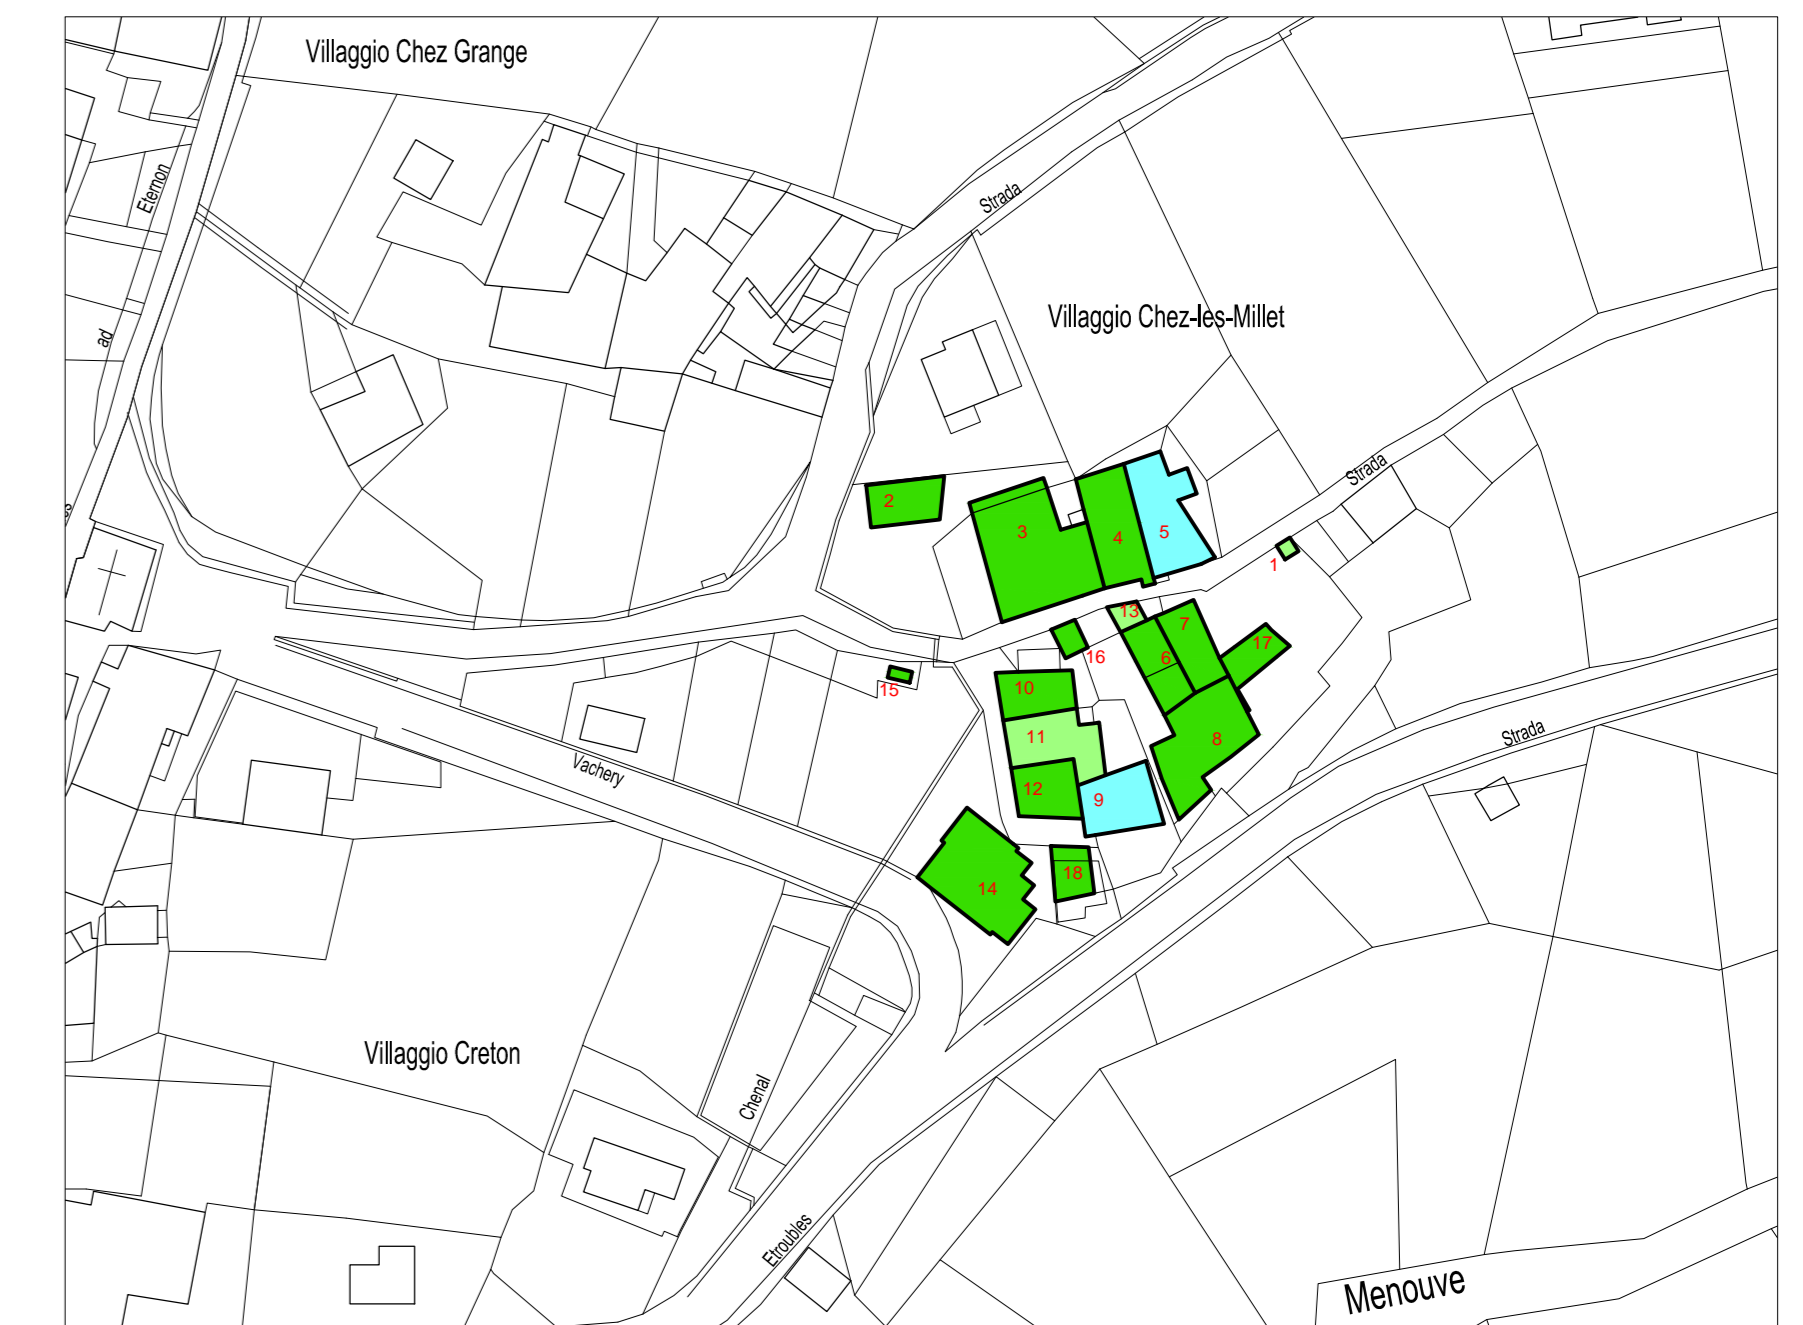 Villaggio Chez Grange
Strada
Eternon
Villaggio Chez-les-Millet
ad
Strada
2
3
4
5
1
13
7
17
16
6
15
10
11
8
Strada
Vachery
12
9
14
18
Villaggio Creton
Chenal
Etroubles
Menouve